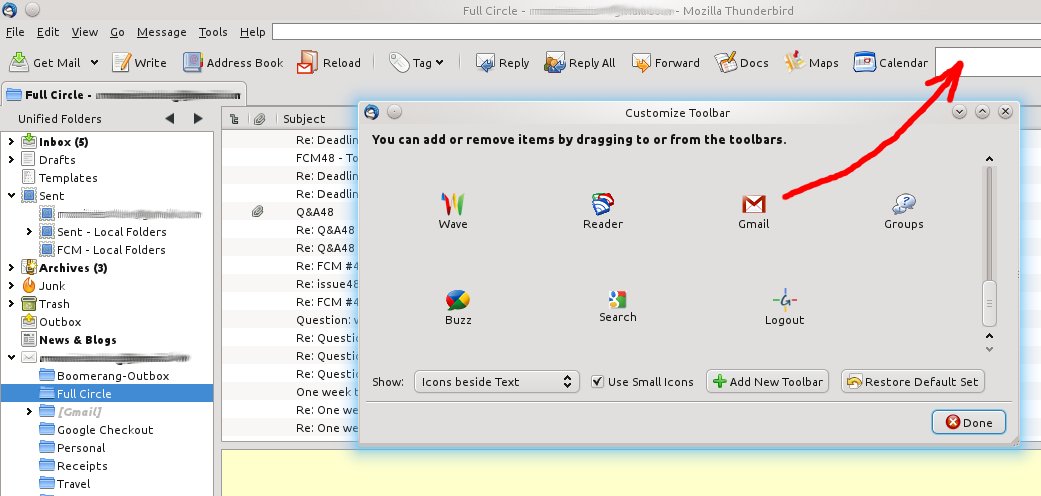 Full Circle - - Mozilla Thunderbird
File Edit View Go Message Tools Help
Get Mail Write Address Book Reload Tag Reply Reply All Forward Docs Maps Calendar
Full Circle -
Unified Folders
Subject
Inbox (5)
Drafts
Templates
Sent
Sent - Local Folders
FCM - Local Folders
Archives (3)
Junk
Trash
Outbox
News & Blogs
Boomerang-Outbox
Full Circle
[Gmail]
Google Checkout
Personal
Receipts
Travel
Re: Deadlin
FCM48 - To
Re: Deadlin
Re: Deadlin
Q&A48
Re: Q&A48
Re: Q&A48
Re: FCM #4
Re: issue48
Re: FCM #4
Question: w
Re: Questio
Re: Questio
Re: Questio
One week t
Re: One we
Re: One we
Customize Toolbar
You can add or remove items by dragging to or from the toolbars.
Wave Reader Gmail Groups
Buzz Search Logout
Show: Icons beside Text Use Small Icons Add New Toolbar Restore Default Set
Done